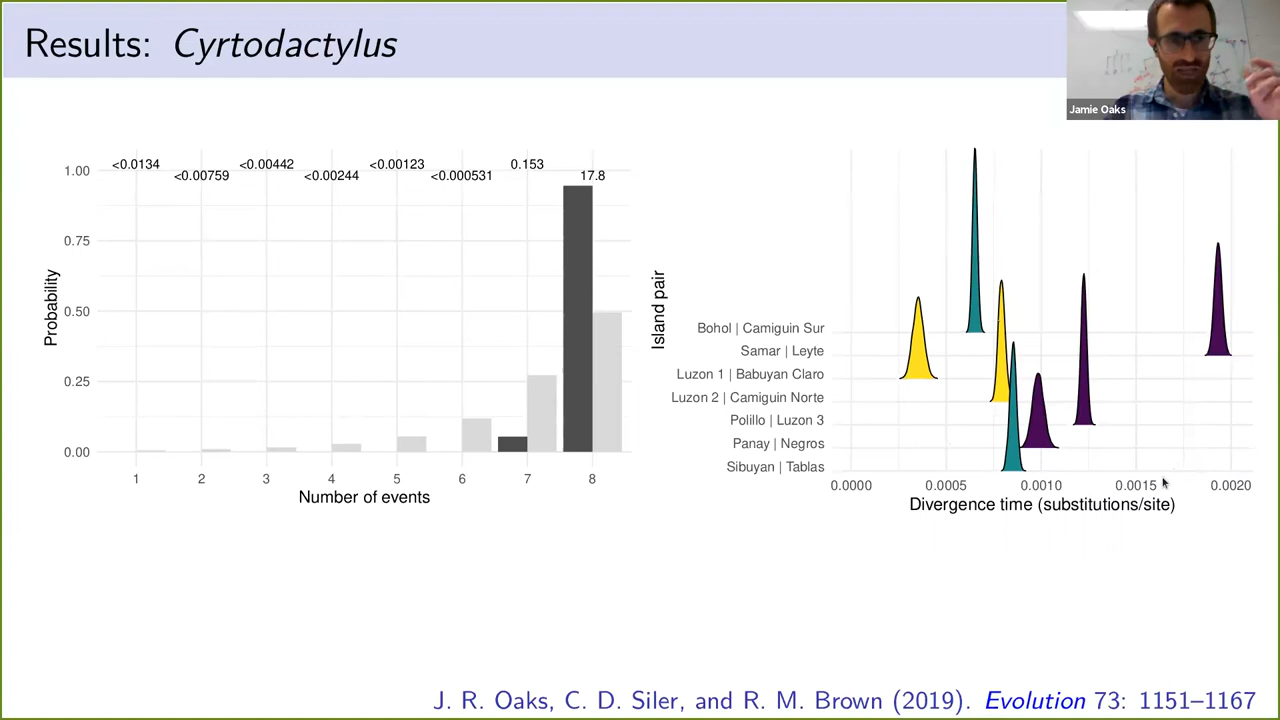 Results: Cyrtodactylus
Jamie Oaks
<0.0134 <0.00442 <0.00123 0.153
<0.00759 <0.00244 <0.000531 17.8
1.00
0.75
0.50
0.25
0.00
Probability
1 2 3 4 5 6 7 8
Number of events
Island pair
Bohol | Camiguin Sur
Samar | Leyte
Luzon 1 | Babuyan Claro
Luzon 2 | Camiguin Norte
Polillo | Luzon 3
Panay | Negros
Sibuyan | Tablas
0.0000 0.0005 0.0010 0.0015 0.0020
Divergence time (substitutions/site)
J. R. Oaks, C. D. Siler, and R. M. Brown (2019). Evolution 73: 1151–1167